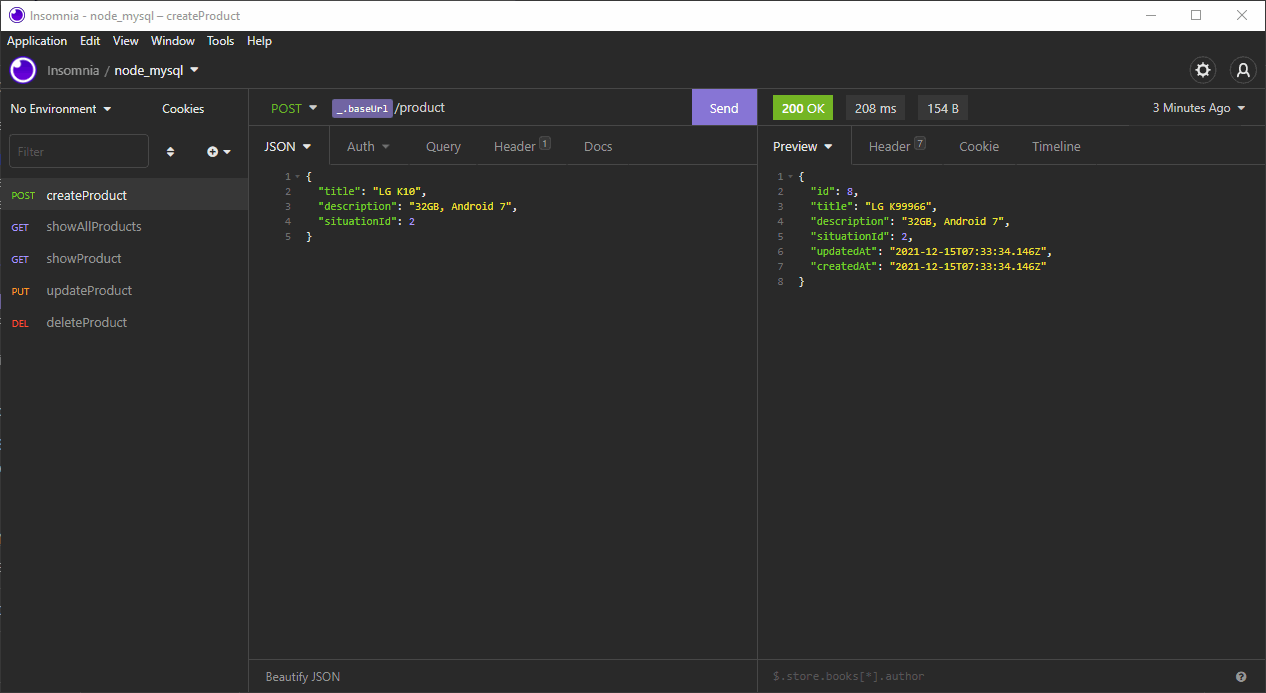 Insomnia - node_mysql – createProduct
Application Edit View Window Tools Help
Insomnia / node_mysql
No Environment Cookies
Filter
POST createProduct
GET showAllProducts
GET showProduct
PUT updateProduct
DEL deleteProduct
POST _.baseUrl /product Send
JSON Auth Query Header 1 Docs
1 {
2 "title": "LG K10",
3 "description": "32GB, Android 7",
4 "situationId": 2
5 }
Beautify JSON
200 OK 208 ms 154 B 3 Minutes Ago
Preview Header 7 Cookie Timeline
1 {
2 "id": 8,
3 "title": "LG K99966",
4 "description": "32GB, Android 7",
5 "situationId": 2,
6 "updatedAt": "2021-12-15T07:33:34.146Z",
7 "createdAt": "2021-12-15T07:33:34.146Z"
8 }
$.store.books[*].author